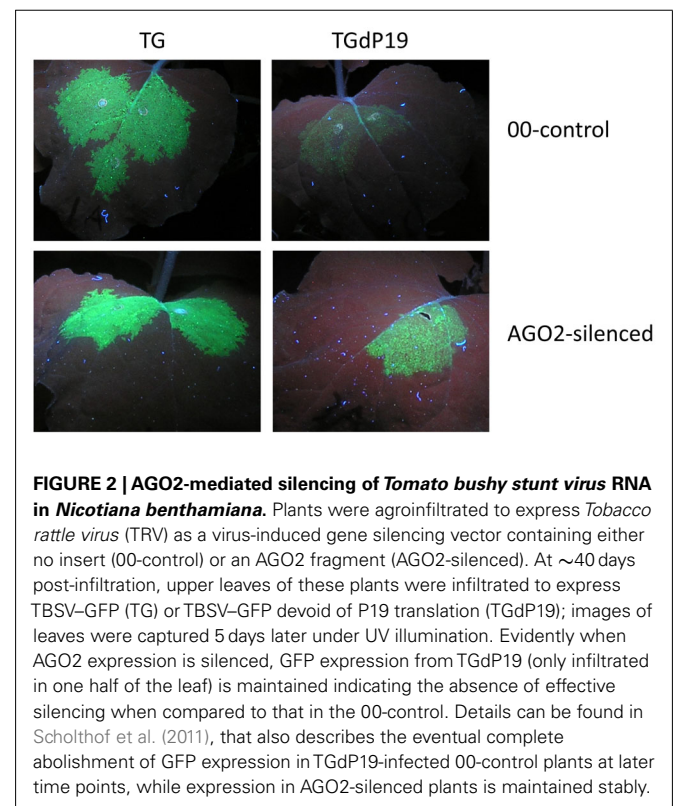 TG TGdP19
00-control
AGO2-silenced
FIGURE 2 | AGO2-mediated silencing of Tomato bushy stunt virus RNA
in Nicotiana benthamiana. Plants were agroinfiltrated to express Tobacco
rattle virus (TRV) as a virus-induced gene silencing vector containing either
no insert (00-control) or an AGO2 fragment (AGO2-silenced). At ∼40 days
post-infiltration, upper leaves of these plants were infiltrated to express
TBSV–GFP (TG) or TBSV–GFP devoid of P19 translation (TGdP19); images of
leaves were captured 5 days later under UV illumination. Evidently when
AGO2 expression is silenced, GFP expression from TGdP19 (only infiltrated
in one half of the leaf) is maintained indicating the absence of effective
silencing when compared to that in the 00-control. Details can be found in
Scholthof et al. (2011), that also describes the eventual complete
abolishment of GFP expression in TGdP19-infected 00-control plants at later
time points, while expression in AGO2-silenced plants is maintained stably.